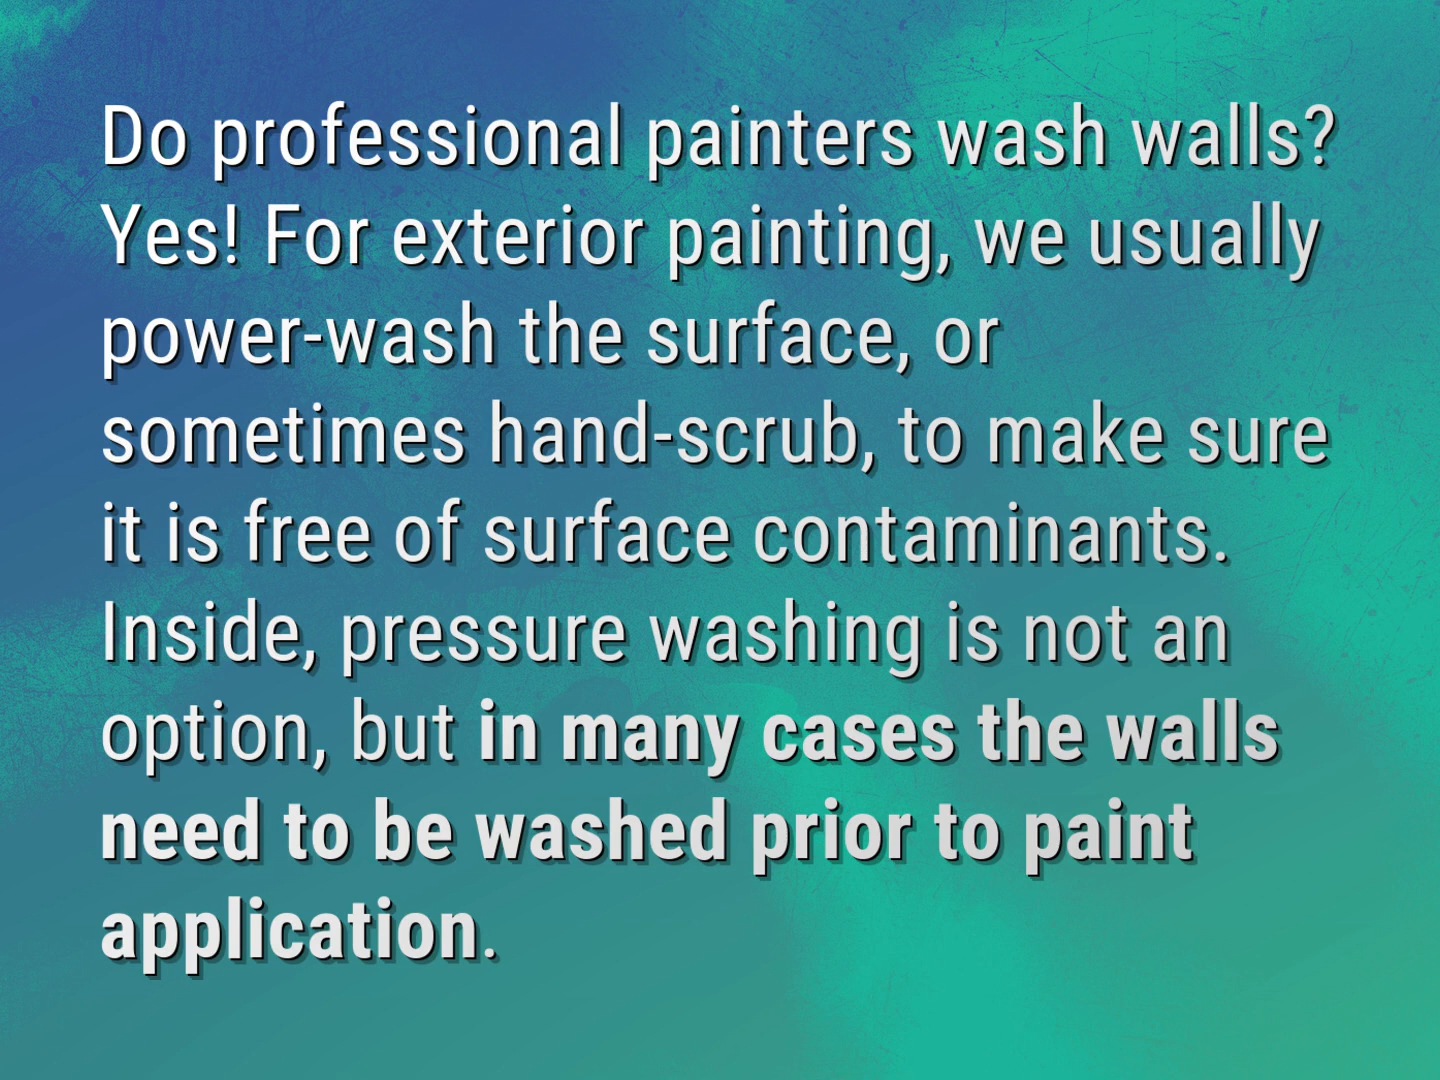 Do professional painters wash walls?
Yes! For exterior painting, we usually
power-wash the surface, or
sometimes hand-scrub, to make sure
it is free of surface contaminants.
Inside, pressure washing is not an
option, but in many cases the walls
need to be washed prior to paint
application.